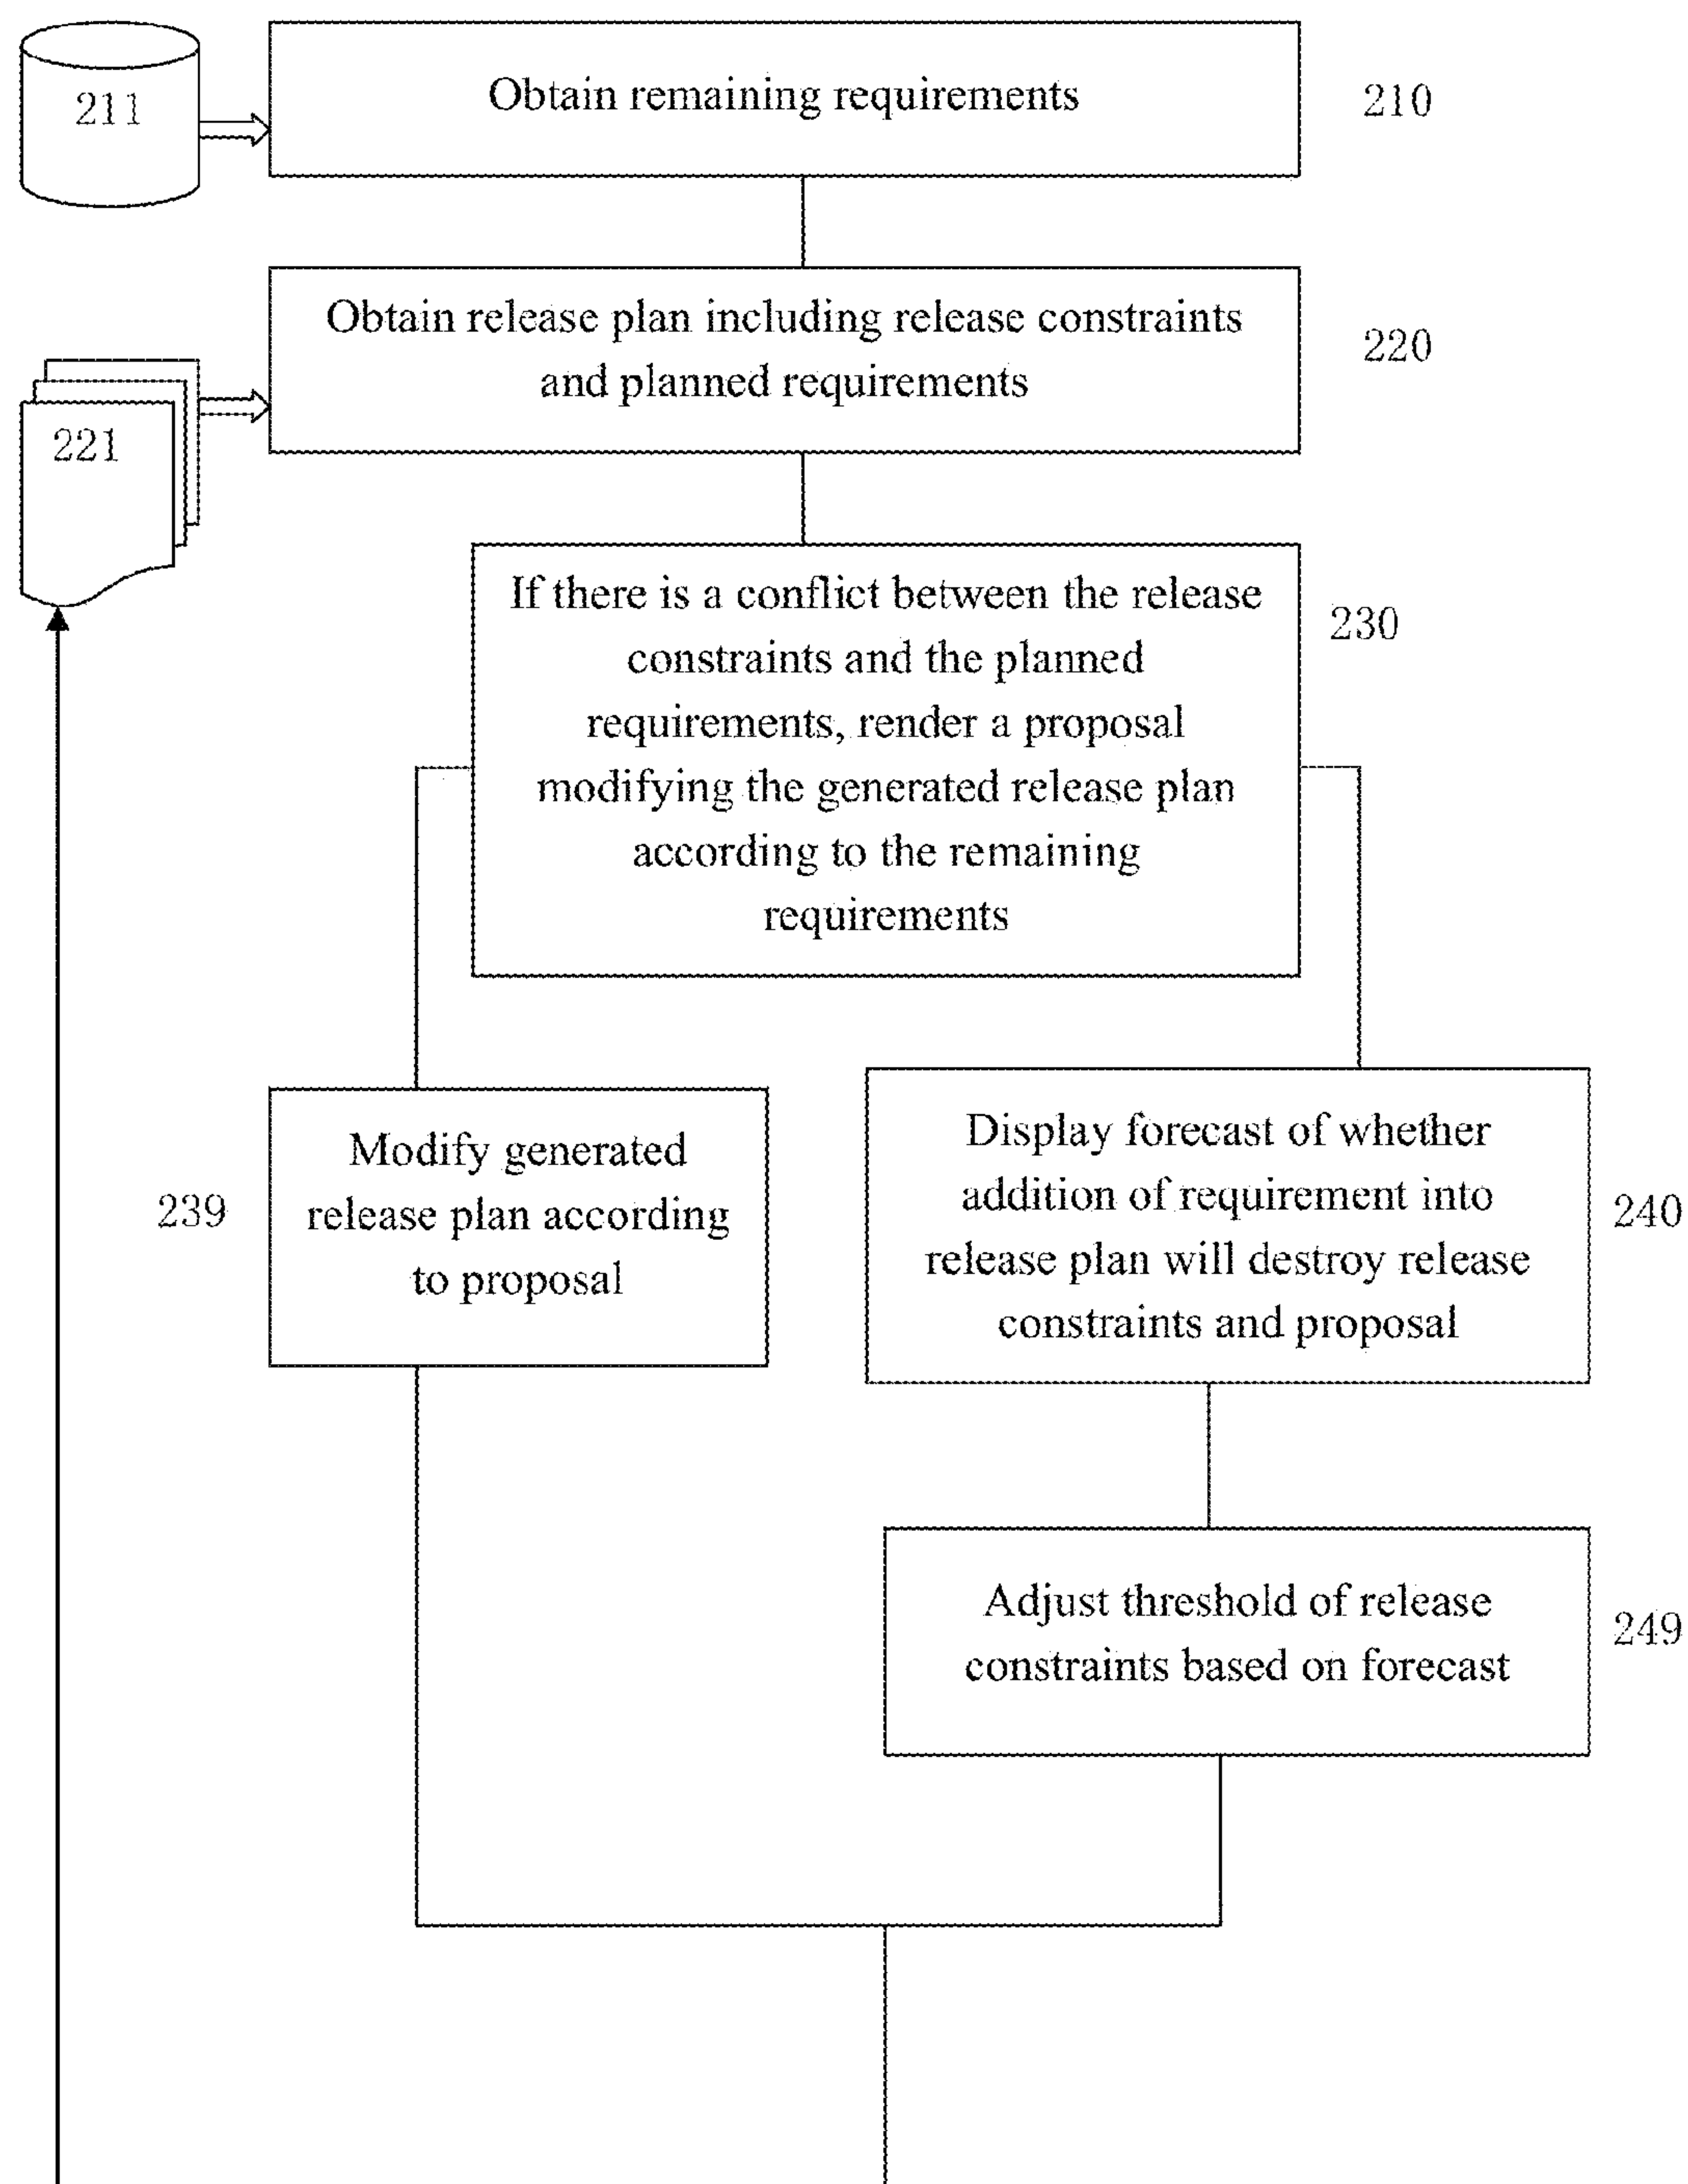 211
Obtain remaining requirements
210
Obtain release plan including release constraints
and planned requirements
220
221
If there is a conflict between the release
constraints and the planned
requirements, render a proposal
modifying the generated release plan
according to the remaining
requirements
230
Modify generated
release plan according
to proposal
239
Display forecast of whether
addition of requirement into
release plan will destroy release
constraints and proposal
240
Adjust threshold of release
constraints based on forecast
249